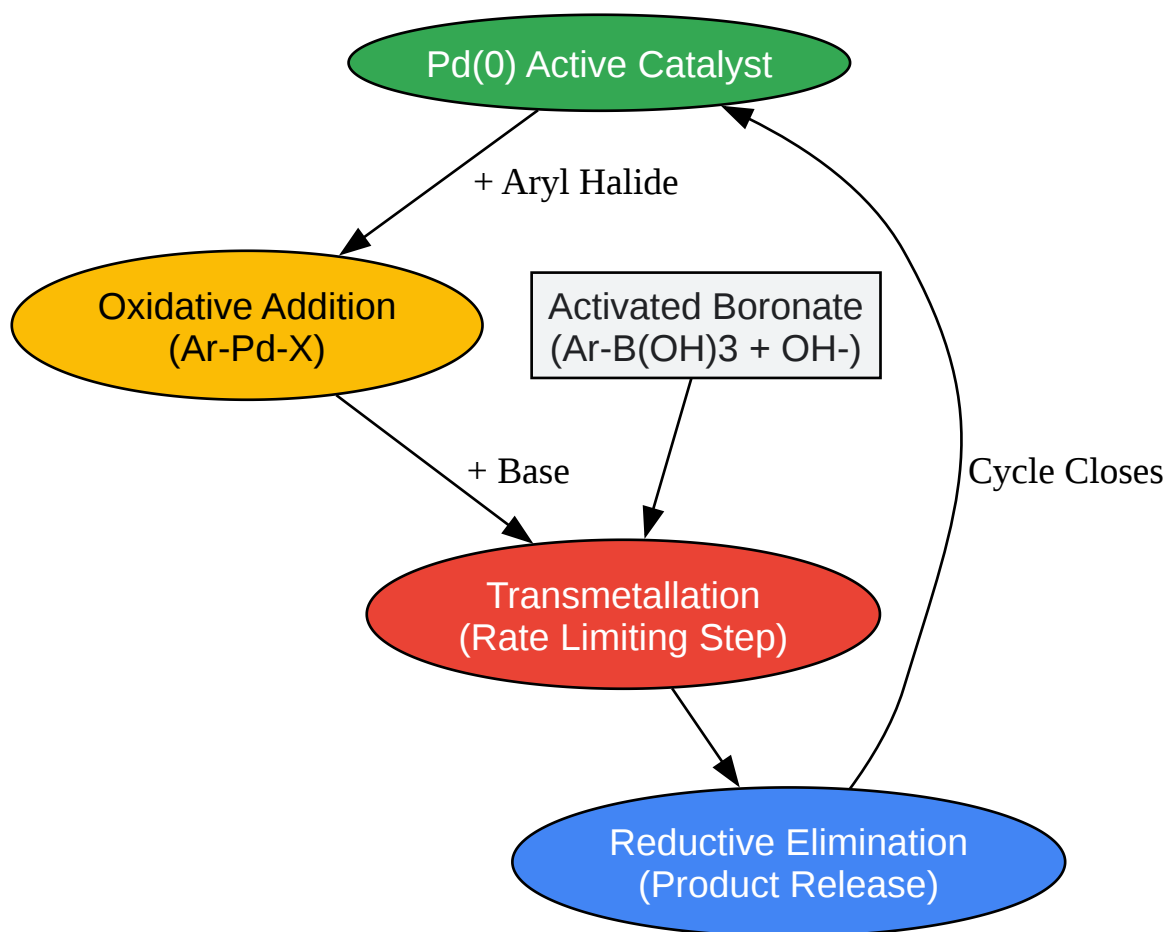 Pd(0) Active Catalyst
+ Aryl Halide
Oxidative Addition
(Ar-Pd-X)
Activated Boronate
(Ar-B(OH)3 + OH-)
+ Base
Cycle Closes
Transmetallation
(Rate Limiting Step)
Reductive Elimination
(Product Release)